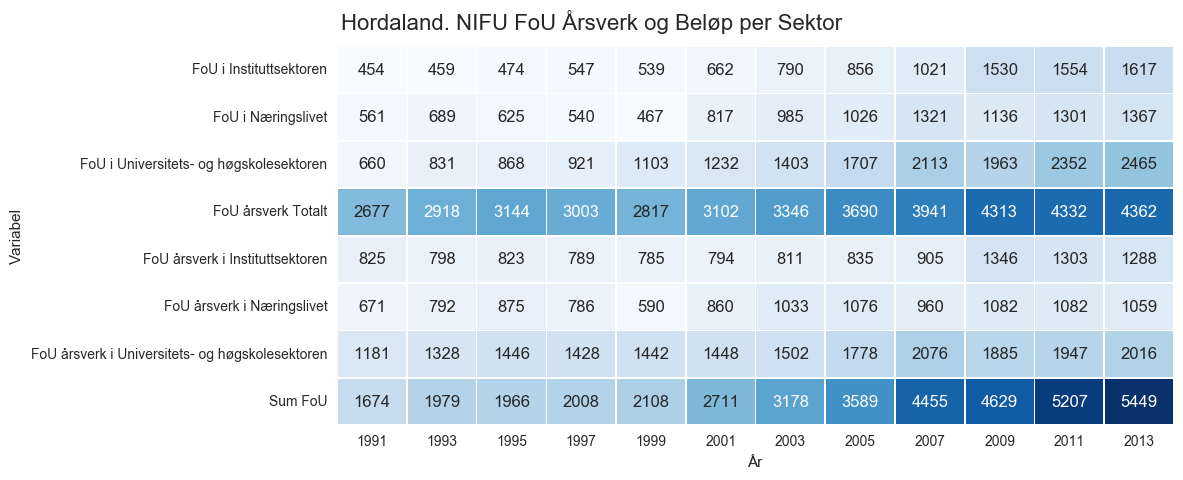 Hordaland. NIFU FoU Årsverk og Beløp per Sektor
FoU i Instituttsektoren 454 459 474 547 539 662 790 856 1021 1530 1554 1617
FoU i Næringslivet 561 689 625 540 467 817 985 1026 1321 1136 1301 1367
FoU i Universitets- og høgskolesektoren 660 831 868 921 1103 1232 1403 1707 2113 1963 2352 2465
FoU årsverk Totalt 2677 2918 3144 3003 2817 3102 3346 3690 3941 4313 4332 4362
FoU årsverk i Instituttsektoren 825 798 823 789 785 794 811 835 905 1346 1303 1288
FoU årsverk i Næringslivet 671 792 875 786 590 860 1033 1076 960 1082 1082 1059
FoU årsverk i Universitets- og høgskolesektoren 1181 1328 1446 1428 1442 1448 1502 1778 2076 1885 1947 2016
Sum FoU 1674 1979 1966 2008 2108 2711 3178 3589 4455 4629 5207 5449
1991 1993 1995 1997 1999 2001 2003 2005 2007 2009 2011 2013
År
Variabel